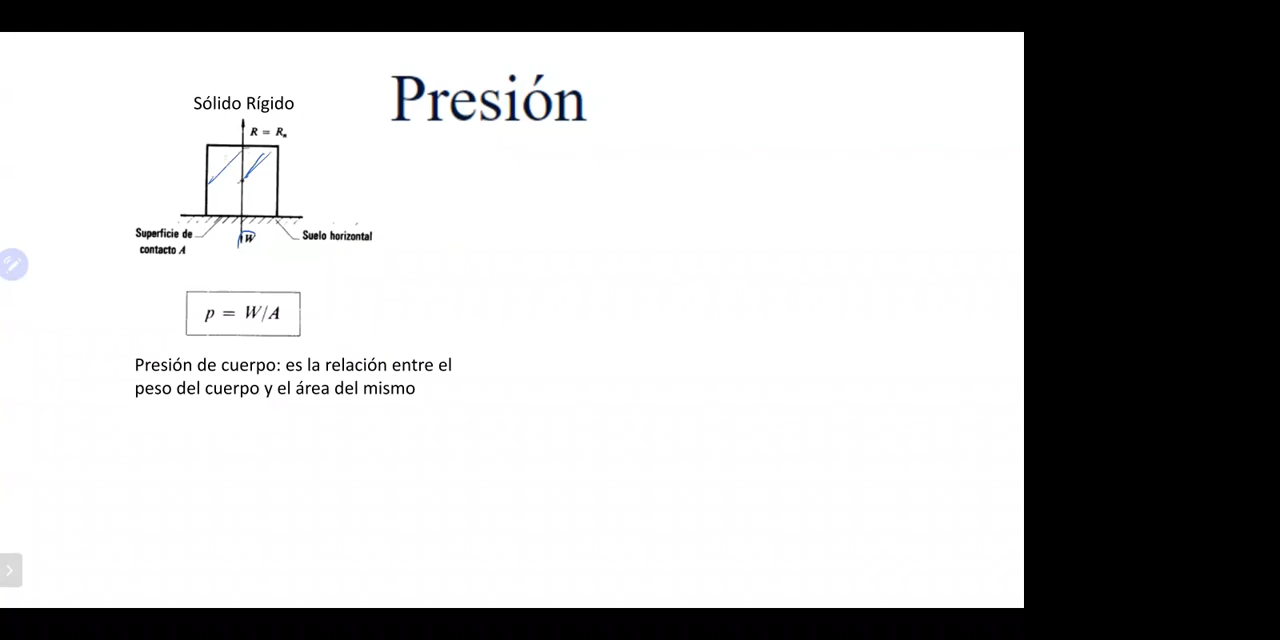 Presión
Sólido Rígido
R = Rₙ
Superficie de
contacto A
W
Suelo horizontal
p = W/A
Presión de cuerpo: es la relación entre el
peso del cuerpo y el área del mismo